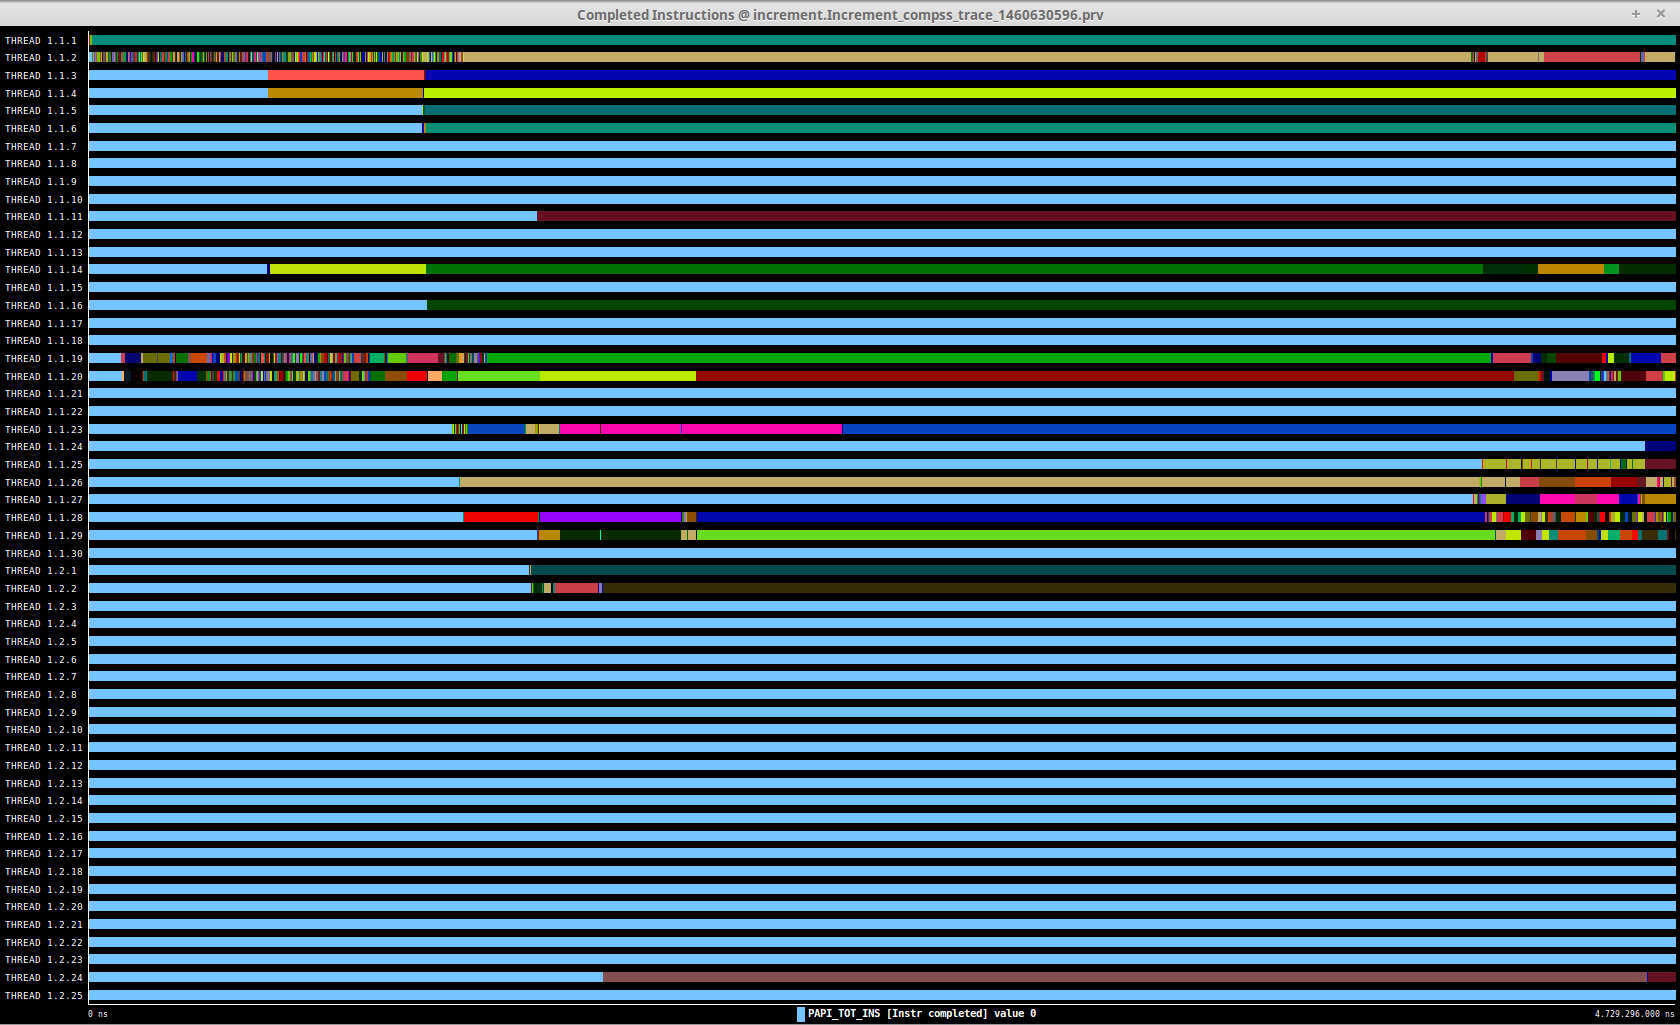 Completed Instructions @ increment.Increment_compss_trace_1460630596.prv
THREAD 1.1.1
THREAD 1.1.2
THREAD 1.1.3
THREAD 1.1.4
THREAD 1.1.5
THREAD 1.1.6
THREAD 1.1.7
THREAD 1.1.8
THREAD 1.1.9
THREAD 1.1.10
THREAD 1.1.11
THREAD 1.1.12
THREAD 1.1.13
THREAD 1.1.14
THREAD 1.1.15
THREAD 1.1.16
THREAD 1.1.17
THREAD 1.1.18
THREAD 1.1.19
THREAD 1.1.20
THREAD 1.1.21
THREAD 1.1.22
THREAD 1.1.23
THREAD 1.1.24
THREAD 1.1.25
THREAD 1.1.26
THREAD 1.1.27
THREAD 1.1.28
THREAD 1.1.29
THREAD 1.1.30
THREAD 1.2.1
THREAD 1.2.2
THREAD 1.2.3
THREAD 1.2.4
THREAD 1.2.5
THREAD 1.2.6
THREAD 1.2.7
THREAD 1.2.8
THREAD 1.2.9
THREAD 1.2.10
THREAD 1.2.11
THREAD 1.2.12
THREAD 1.2.13
THREAD 1.2.14
THREAD 1.2.15
THREAD 1.2.16
THREAD 1.2.17
THREAD 1.2.18
THREAD 1.2.19
THREAD 1.2.20
THREAD 1.2.21
THREAD 1.2.22
THREAD 1.2.23
THREAD 1.2.24
THREAD 1.2.25
0 ns
PAPI_TOT_INS [Instr completed] value 0
4.729.296.000 ns